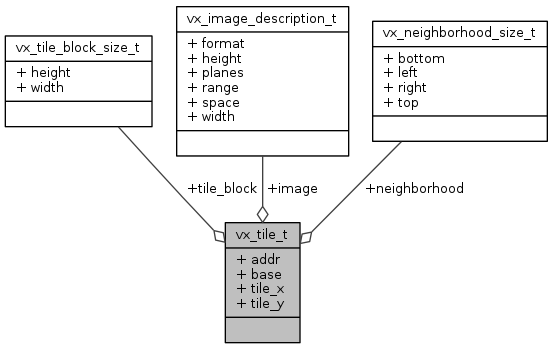 vx_tile_block_size_t
+ height
+ width
vx_image_description_t
+ format
+ height
+ planes
+ range
+ space
+ width
vx_neighborhood_size_t
+ bottom
+ left
+ right
+ top
+tile_block
+image
+neighborhood
vx_tile_t
+ addr
+ base
+ tile_x
+ tile_y